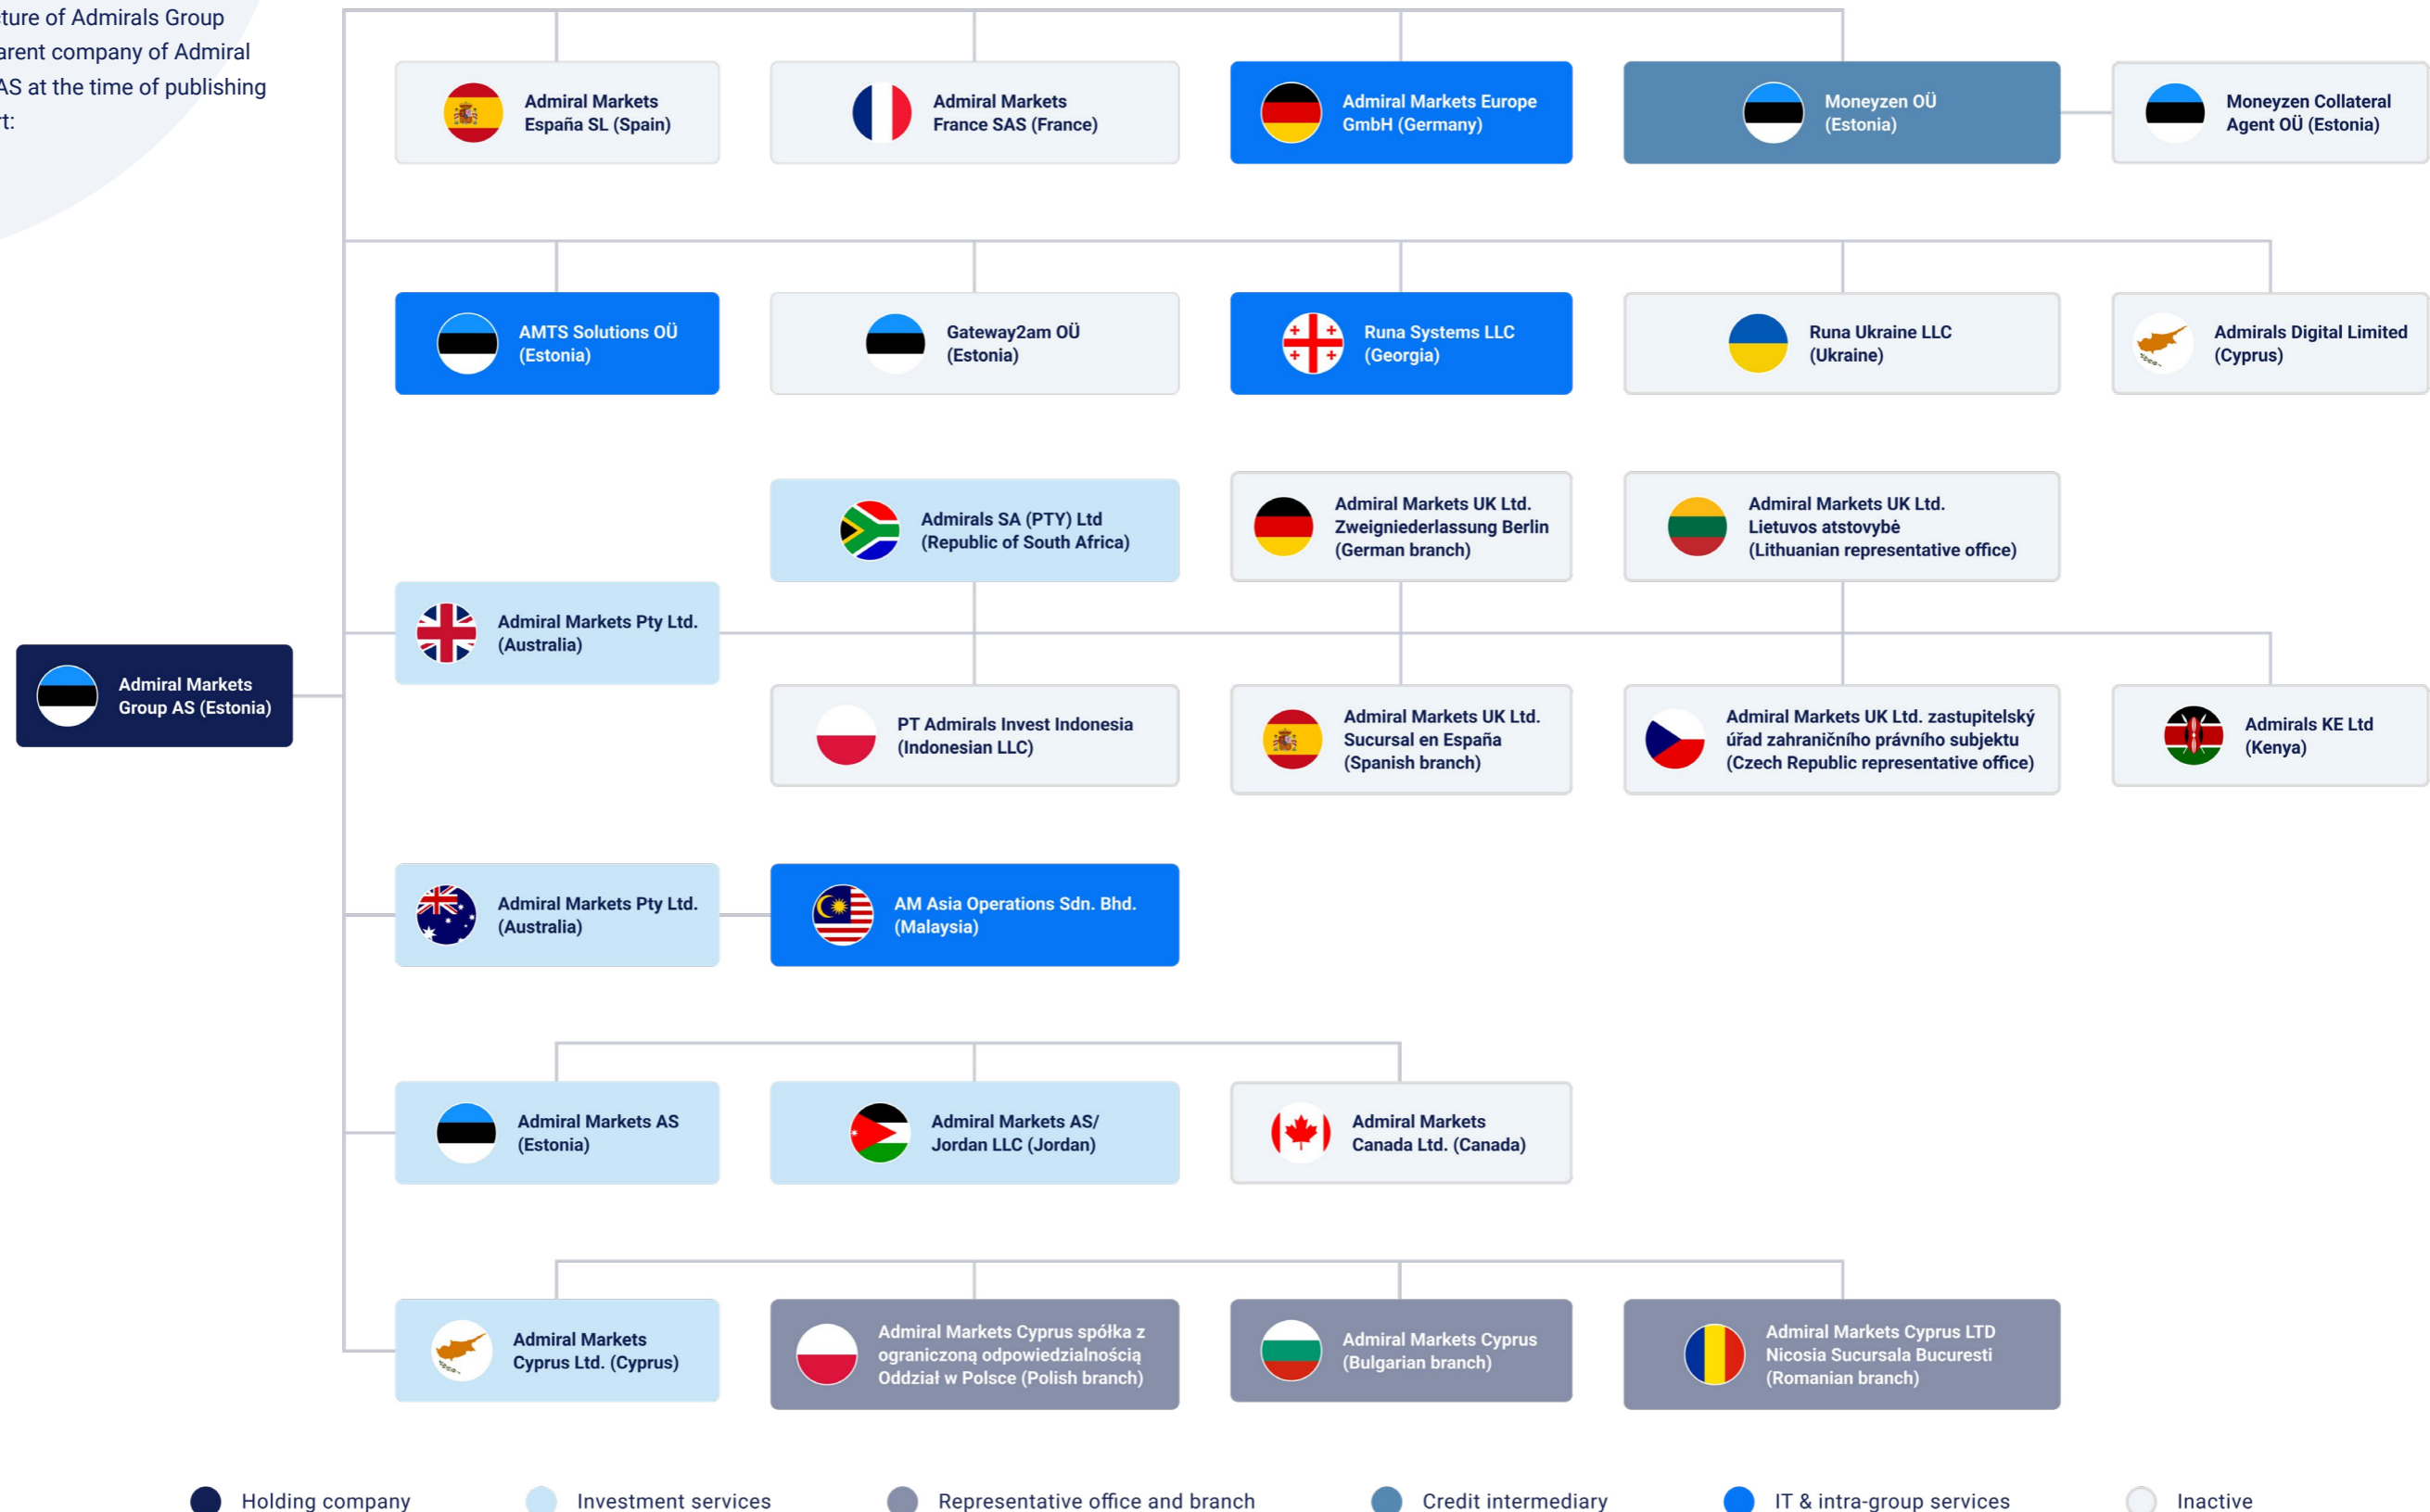 cture of Admirals Group
arent company of Admiral
AS at the time of publishing
rt:
Admiral Markets
España SL (Spain)
Admiral Markets
France SAS (France)
Admiral Markets Europe
GmbH (Germany)
Moneyzen OÜ
(Estonia)
Moneyzen Collateral
Agent OÜ (Estonia)
AMTS Solutions OÜ
(Estonia)
Gateway2am OÜ
(Estonia)
Runa Systems LLC
(Georgia)
Runa Ukraine LLC
(Ukraine)
Admirals Digital Limited
(Cyprus)
Admirals SA (PTY) Ltd
(Republic of South Africa)
Admiral Markets UK Ltd.
Zweigniederlassung Berlin
(German branch)
Admiral Markets UK Ltd.
Lietuvos atstovybė
(Lithuanian representative office)
Admiral Markets Pty Ltd.
(Australia)
Admiral Markets
Group AS (Estonia)
PT Admirals Invest Indonesia
(Indonesian LLC)
Admiral Markets UK Ltd.
Sucursal en España
(Spanish branch)
Admiral Markets UK Ltd. zastupitelský
úřad zahraničního právního subjektu
(Czech Republic representative office)
Admirals KE Ltd
(Kenya)
Admiral Markets Pty Ltd.
(Australia)
AM Asia Operations Sdn. Bhd.
(Malaysia)
Admiral Markets AS
(Estonia)
Admiral Markets AS/
Jordan LLC (Jordan)
Admiral Markets
Canada Ltd. (Canada)
Admiral Markets
Cyprus Ltd. (Cyprus)
Admiral Markets Cyprus spółka z
ograniczoną odpowiedzialnością
Oddział w Polsce (Polish branch)
Admiral Markets Cyprus
(Bulgarian branch)
Admiral Markets Cyprus LTD
Nicosia Sucursala Bucuresti
(Romanian branch)
Holding company
Investment services
Representative office and branch
Credit intermediary
IT & intra-group services
Inactive